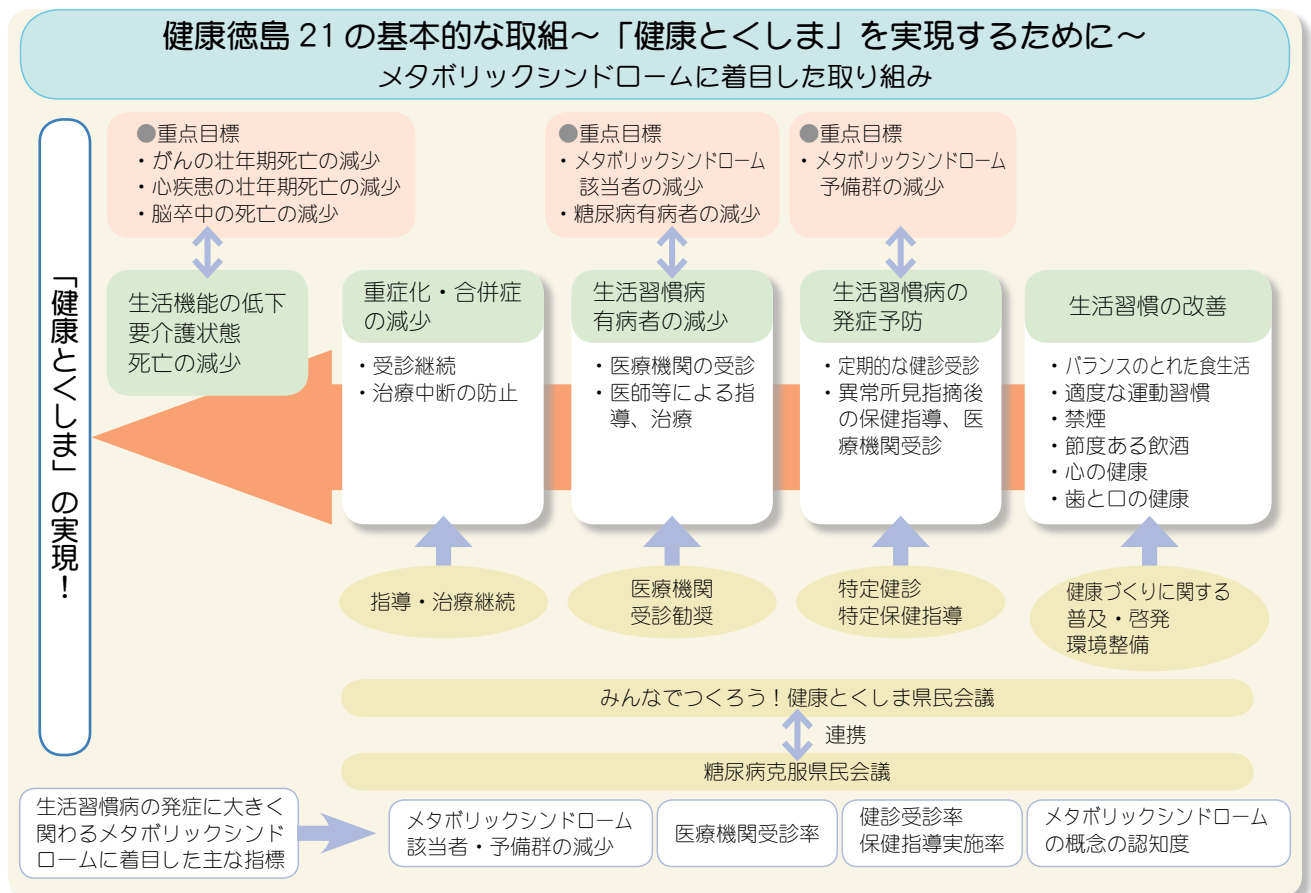 健康徳島 21 の基本的な取組～「健康とくしま」を実現するために～
メタボリックシンドロームに着目した取り組み
「健康とくしま」の実現！
●重点目標
・がんの壮年期死亡の減少
・心疾患の壮年期死亡の減少
・脳卒中の死亡の減少
●重点目標
・メタボリックシンドローム
該当者の減少
・糖尿病有病者の減少
●重点目標
・メタボリックシンドローム
予備群の減少
生活機能の低下
要介護状態
死亡の減少
重症化・合併症
の減少
・受診継続
・治療中断の防止
生活習慣病
有病者の減少
・医療機関の受診
・医師等による指
導、治療
生活習慣病の
発症予防
・定期的な健診受診
・異常所見指摘後
の保健指導、医
療機関受診
生活習慣の改善
・バランスのとれた食生活
・適度な運動習慣
・禁煙
・節度ある飲酒
・心の健康
・歯と口の健康
指導・治療継続
医療機関
受診勧奨
特定健診
特定保健指導
健康づくりに関する
普及・啓発
環境整備
みんなでつくろう！健康とくしま県民会議
連携
糖尿病克服県民会議
生活習慣病の発症に大きく
関わるメタボリックシンド
ロームに着目した主な指標
メタボリックシンドローム
該当者・予備群の減少
医療機関受診率
健診受診率
保健指導実施率
メタボリックシンドローム
の概念の認知度